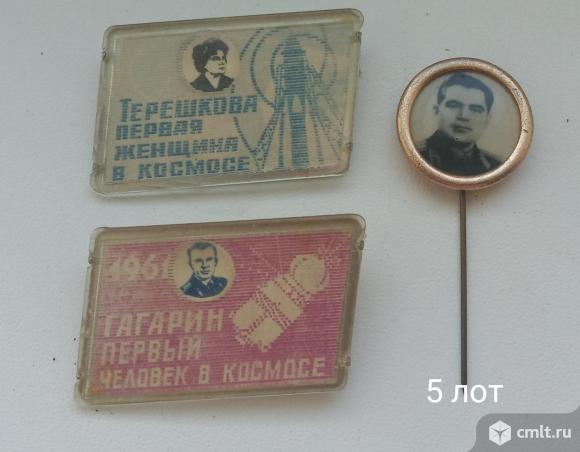 ТЕРЕШКОВА
ПЕРВАЯ
ЖЕНЩИНА
В КОСМОСЕ
1961
ГАГАРИН
ПЕРВЫЙ
ЧЕЛОВЕК В КОСМОСЕ
5 лот
cmlt.ru